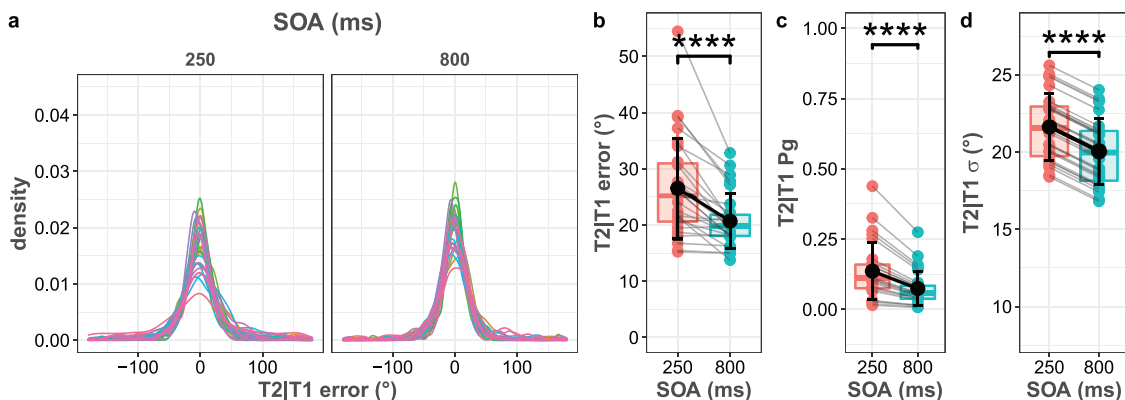 a
SOA (ms)
250
800
0.04
0.03
0.02
0.01
0.00
density
−100
0
100
−100
0
100
T2|T1 error (°)
b
****
50
40
30
20
10
0
T2|T1 error (°)
250
800
SOA (ms)
c
****
1.00
0.75
0.50
0.25
0.00
T2|T1 Pg
250
800
SOA (ms)
d
****
25
20
15
10
T2|T1 σ (°)
250
800
SOA (ms)